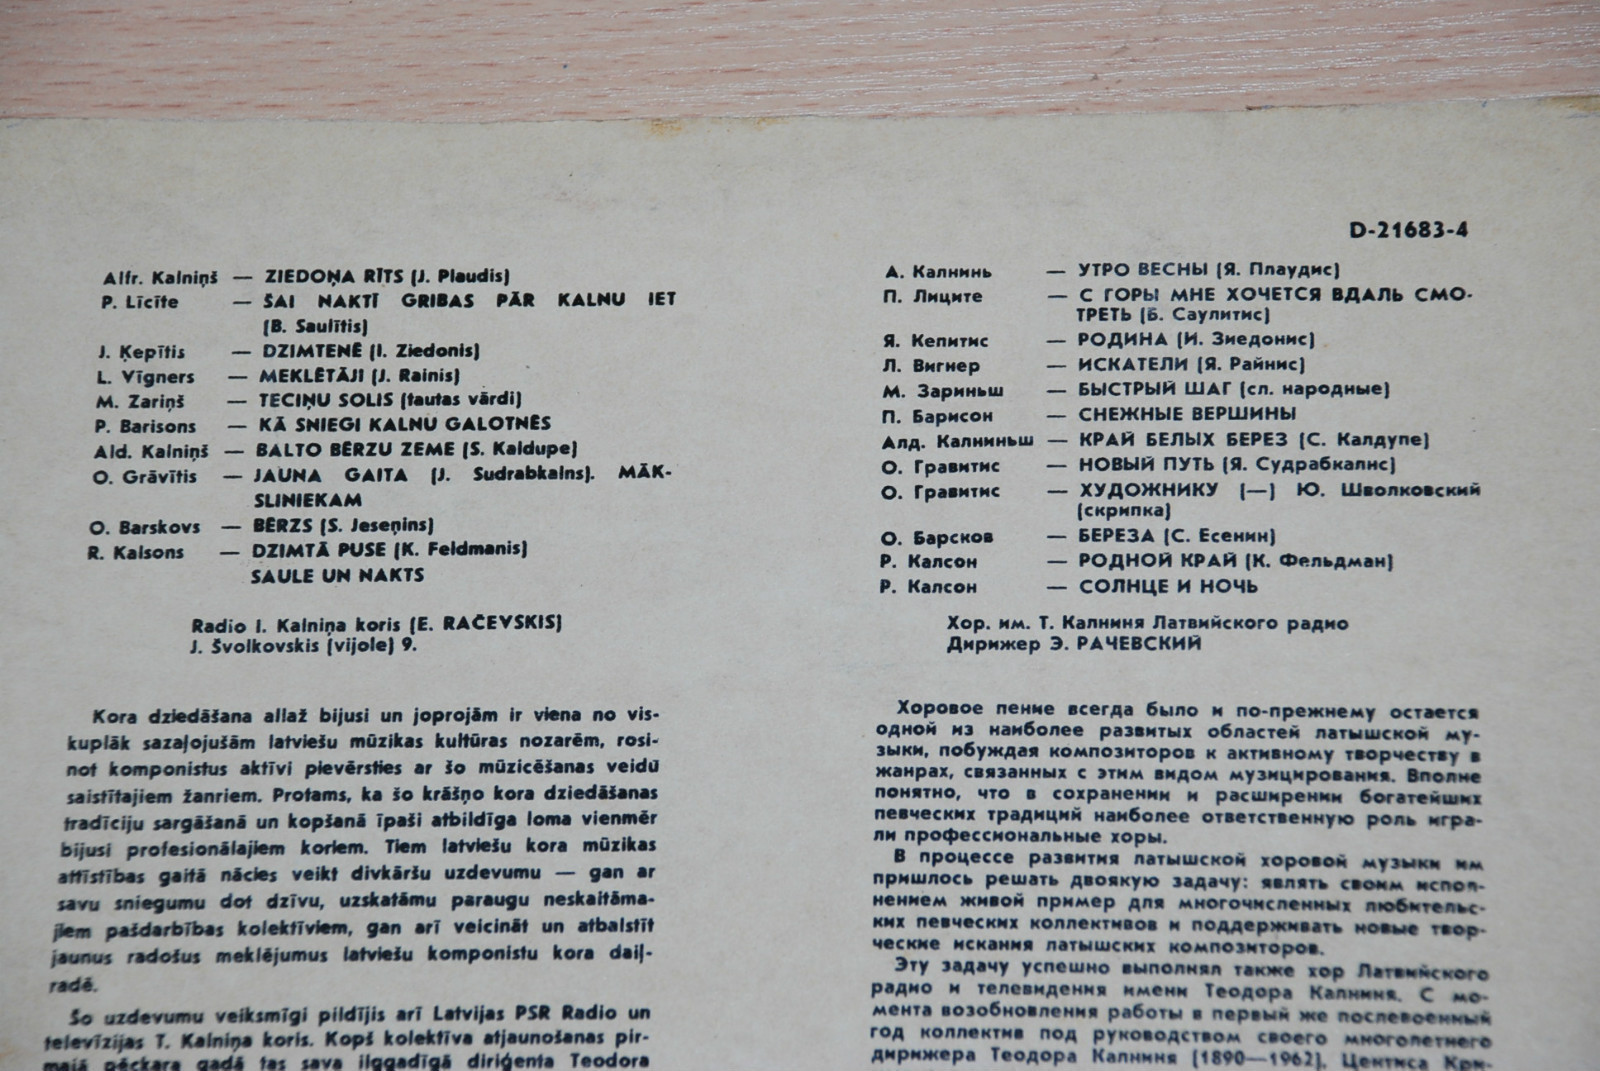 D-21683-4
Alfr. Kalniņš — ZIEDOŅA RĪTS (J. Plaudis)
P. Līcīte — ŠAI NAKTĪ GRIBAS PĀR KALNU IET
(B. Saulītis)
J. Ķepītis — DZIMTENĒ (I. Ziedonis)
L. Vīgners — MEKLĒTĀJI (J. Rainis)
M. Zariņš — TECIŅU SOLIS (tautas vārdi)
P. Barisons — KĀ SNIEGI KALNU GALOTNĒS
Ald. Kalniņš — BALTO BĒRZU ZEME (S. Kaldupe)
O. Grāvītis — JAUNA GAITA (J. Sudrabkalns). MĀK-
SLINIEKAM
O. Barskovs — BĒRZS (S. Jeseņins)
R. Kalsons — DZIMTĀ PUSE (K. Feldmanis)
SAULE UN NAKTS
Radio I. Kalniņa koris (E. RAČEVSKIS)
J. Švolkovskis (vijole) 9.
Kora dziedāšana allaž bijusi un joprojām ir viena no vis-
kuplāk sazaļojušām latviešu mūzikas kultūras nozarēm, rosi-
not komponistus aktīvi pievērsties ar šo mūzicēšanas veidu
saistītajiem žanriem. Protams, ka šo krāšņo kora dziedāšanas
tradīciju sargāšanā un kopšanā īpaši atbildīga loma vienmēr
bijusi profesionālajiem koriem. Tiem latviešu kora mūzikas
attīstības gaitā nācies veikt divkāršu uzdevumu — gan ar
savu sniegumu dot dzīvu, uzskatāmu paraugu neskaitāma-
jiem pašdarbības kolektīviem, gan arī veicināt un atbalstīt
jaunus radošus meklējumus latviešu komponistu kora daiļ-
radē.
Šo uzdevumu veiksmīgi pildījis arī Latvijas PSR Radio un
televīzijas T. Kalniņa koris. Kopš kolektīva atjaunošanas pir-
majā pēckara gadā tas sava ilggadīgā diriģenta Teodora
А. Калнинь — УТРО ВЕСНЫ (Я. Плаудис)
П. Лиците — С ГОРЫ МНЕ ХОЧЕТСЯ ВДАЛЬ СМО-
ТРЕТЬ (Б. Саулитис)
Я. Кепитис — РОДИНА (И. Зиедонис)
Л. Вигнер — ИСКАТЕЛИ (Я. Райнис)
М. Зариньш — БЫСТРЫЙ ШАГ (сл. народные)
П. Барисон — СНЕЖНЫЕ ВЕРШИНЫ
Алд. Калниньш — КРАЙ БЕЛЫХ БЕРЕЗ (С. Калдупе)
О. Гравитис — НОВЫЙ ПУТЬ (Я. Судрабкалнс)
О. Гравитис — ХУДОЖНИКУ (—) Ю. Шволковский
(скрипка)
О. Барсков — БЕРЕЗА (С. Есенин)
Р. Калсон — РОДНОЙ КРАЙ (К. Фельдман)
Р. Калсон — СОЛНЦЕ И НОЧЬ
Хор. им. Т. Калниня Латвийского радио
Дирижер Э. РАЧЕВСКИЙ
Хоровое пение всегда было и по-прежнему остается
одной из наиболее развитых областей латышской му-
зыки, побуждая композиторов к активному творчеству в
жанрах, связанных с этим видом музицирования. Вполне
понятно, что в сохранении и расширении богатейших
певческих традиций наиболее ответственную роль игра-
ли профессиональные хоры.
В процессе развития латышской хоровой музыки им
пришлось решать двоякую задачу: являть своим испол-
нением живой пример для многочисленных любительс-
ких певческих коллективов и поддерживать новые твор-
ческие искания латышских композиторов.
Эту задачу успешно выполнял также хор Латвийского
радио и телевидения имени Теодора Калниня. С мо-
мента возобновления работы в первый же послевоенный
год коллектив под руководством своего многолетнего
дирижера Теодора Калниня (1890—1962), Центиса Кри-